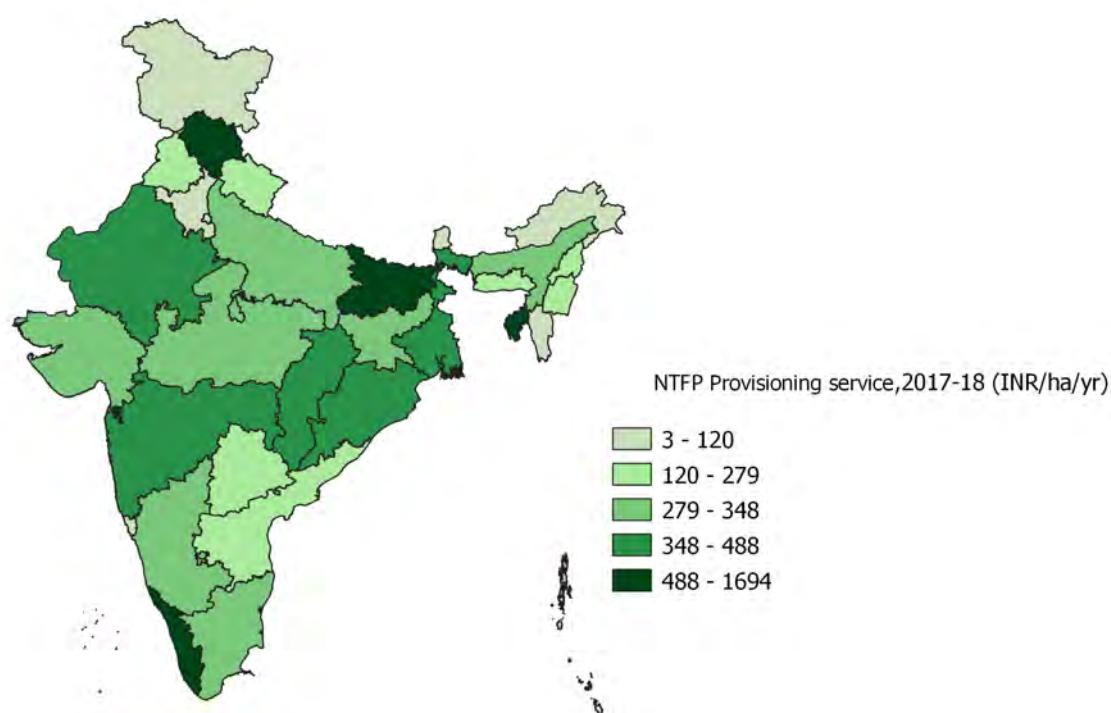 NTFP Provisioning service,2017-18 (INR/ha/yr)
3 - 120
120 - 279
279 - 348
348 - 488
488 - 1694